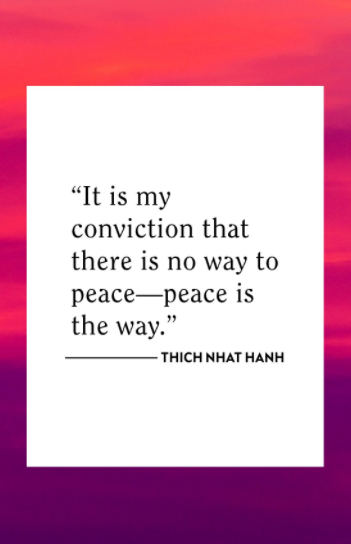 “It is my
conviction that
there is no way to
peace—peace is
the way.”
THICH NHAT HANH